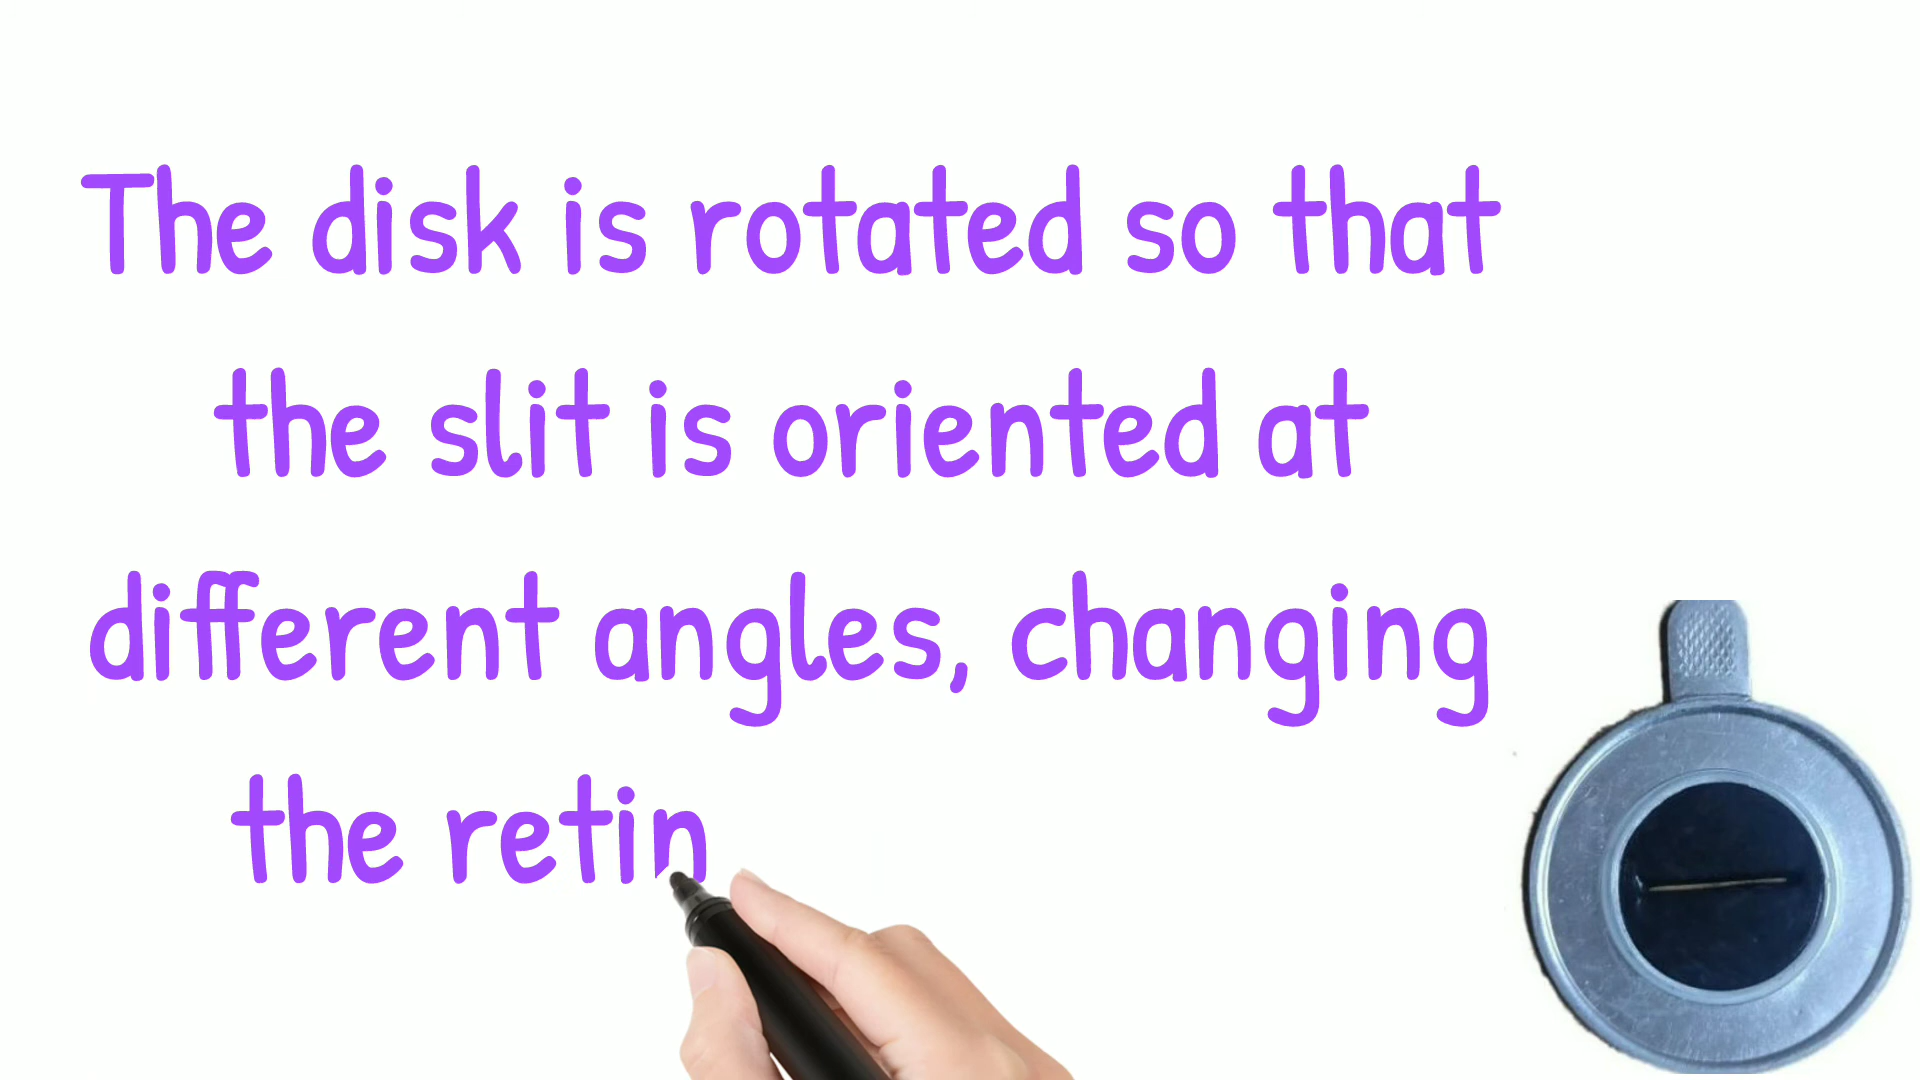 The disk is rotated so that
the slit is oriented at
different angles, changing
the retin